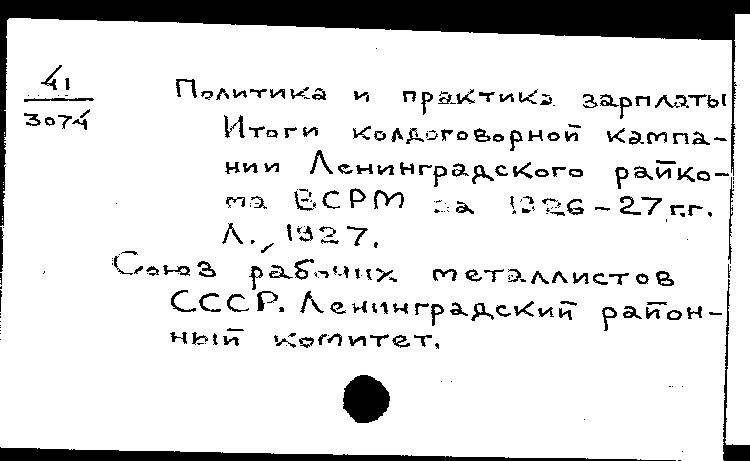 41
3074
Политика и практика зарплаты
Итоги колдоговорной кампа-
нии Ленинградского райко-
ма ВСРМ за 1926-27 г.г.
Л., 1927.
Союз рабочих металлистов
СССР. Ленинградский район-
ный комитет.